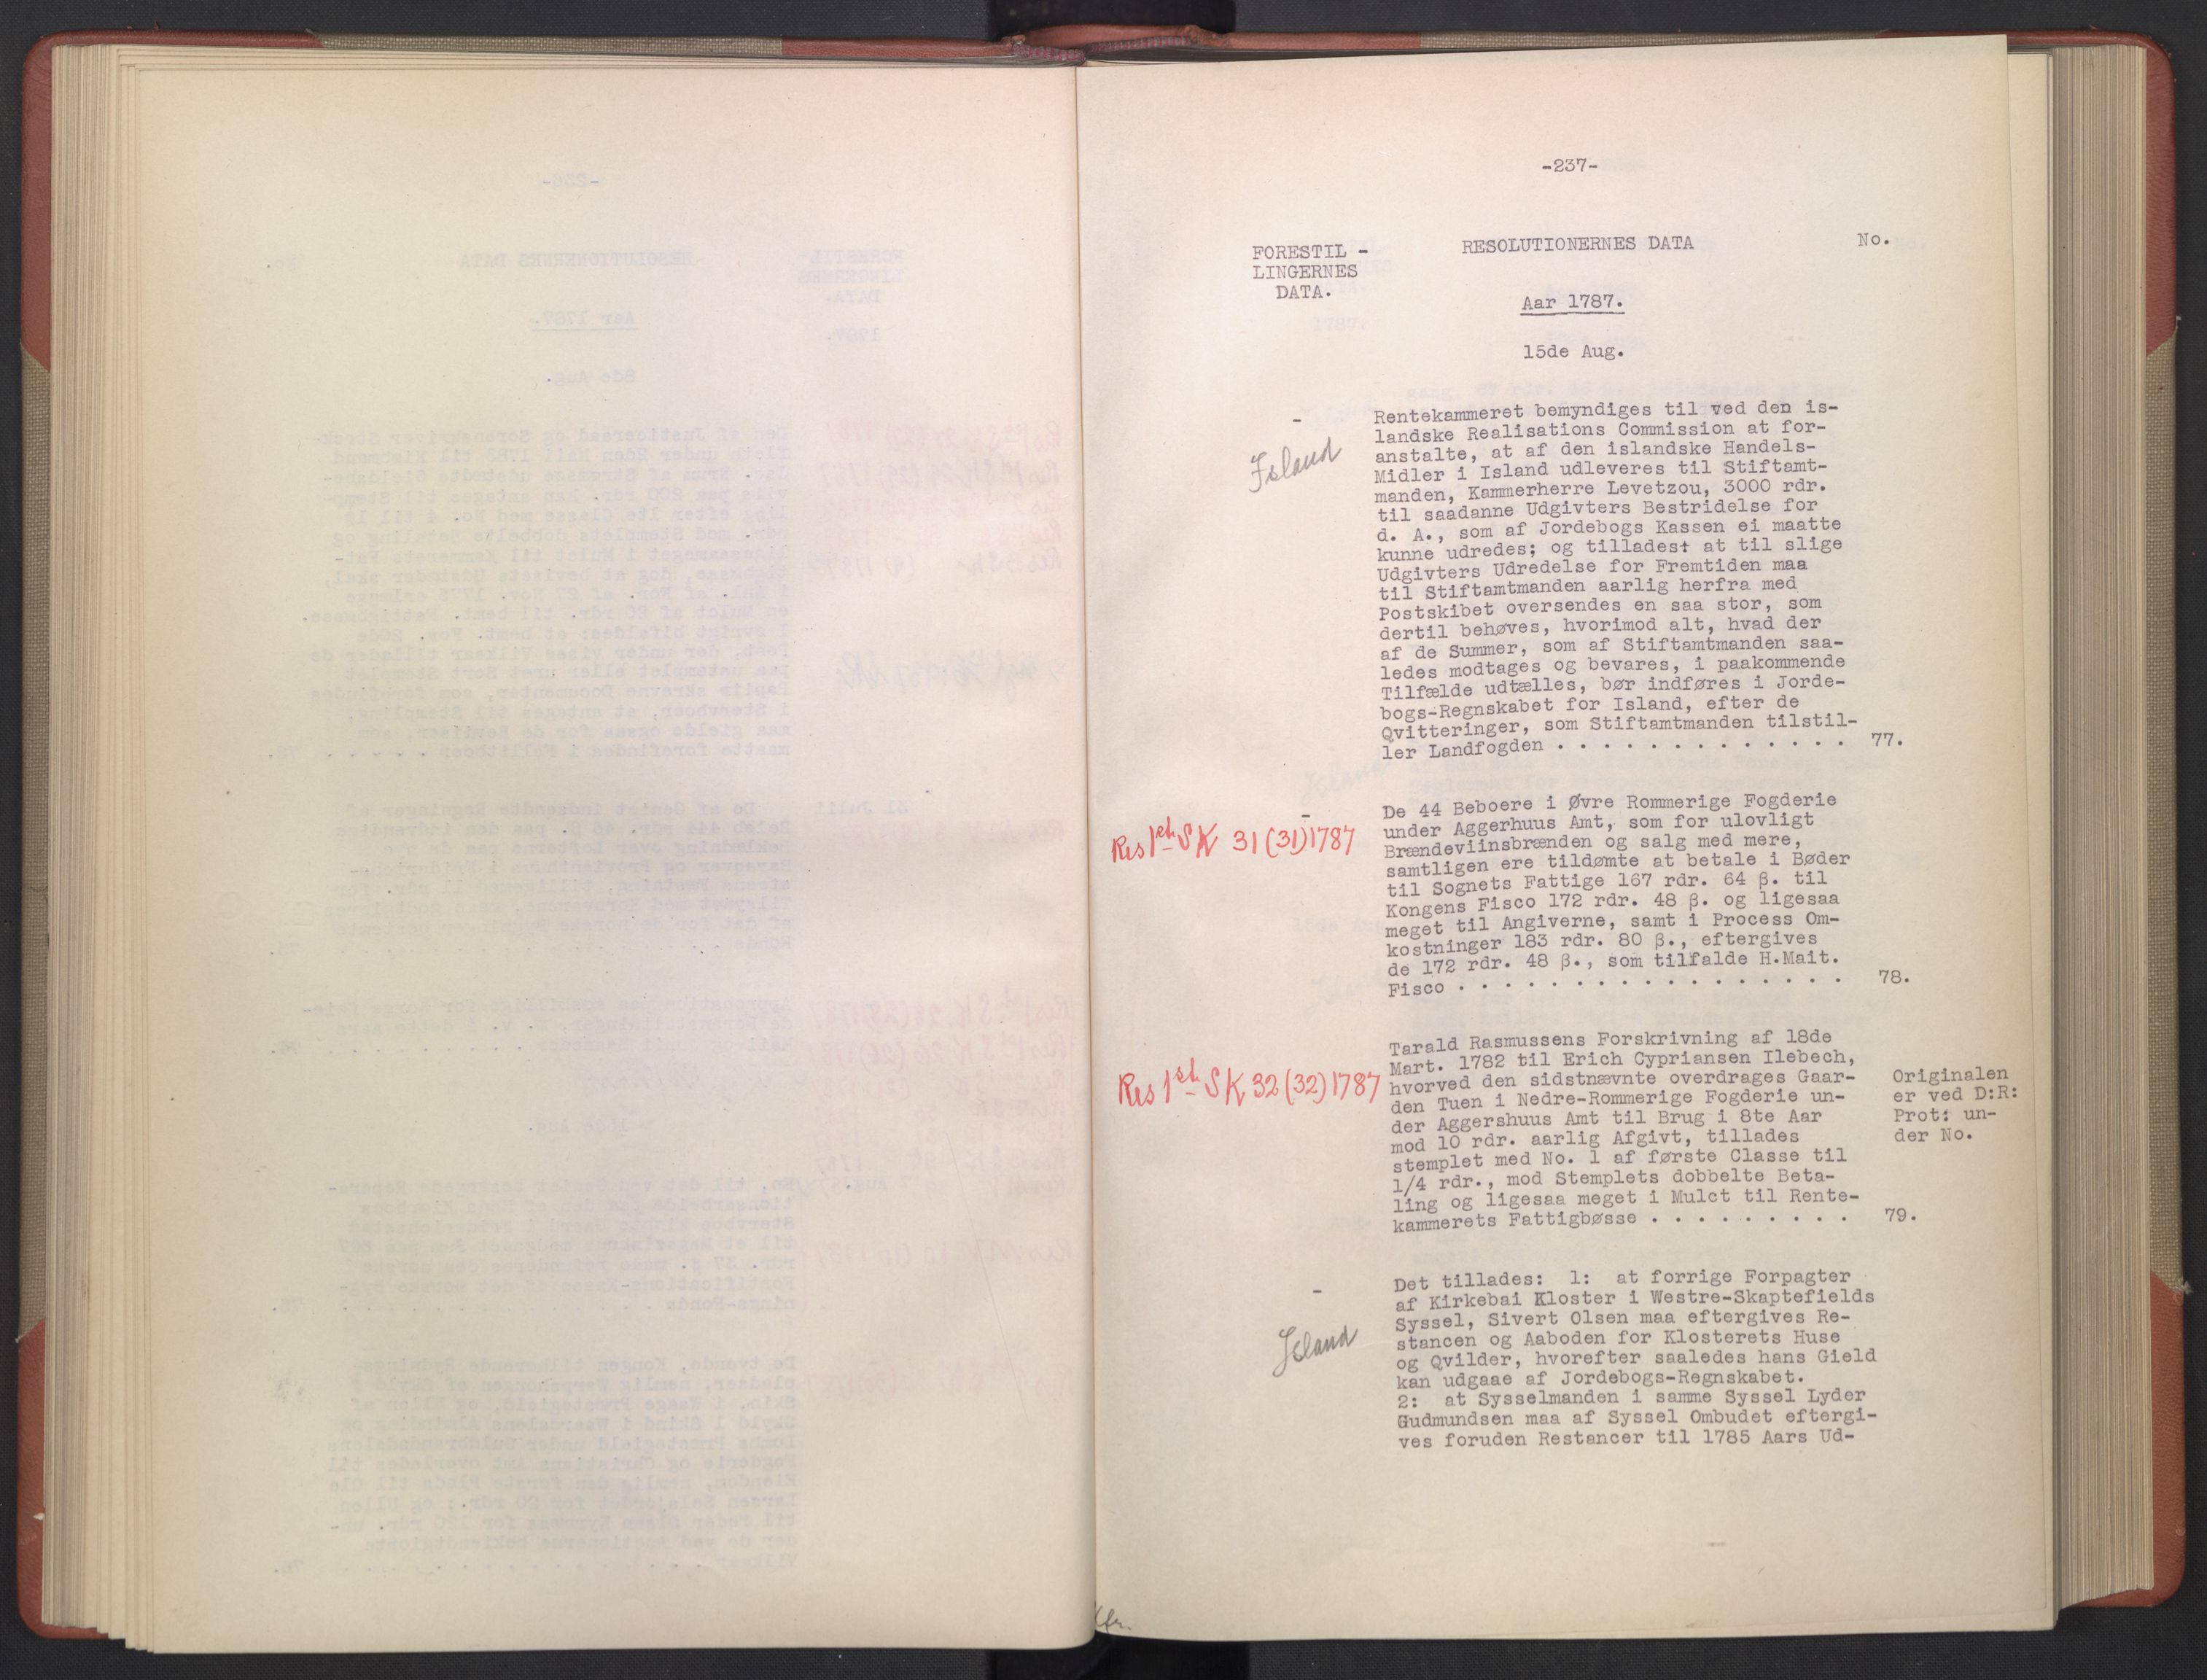 -237-
FORESTIL -
LINGERNES
DATA.
RESOLUTIONERNES DATA
No.
Aar 1787.
15de Aug.
-
Island
Rentekammeret bemyndiges til ved den is-
landske Realisations Commission at for-
anstalte, at af den islandske Handels-
Midler i Island udleveres til Stiftamt-
manden, Kammerherre Levetzou, 3000 rdr.
til saadanne Udgivters Bestridelse for
d. A., som af Jordebogs Kassen ei maatte
kunne udredes; og tillades+ at til slige
Udgivters Udredelse for Fremtiden maa
til Stiftamtmanden aarlig herfra med
Postskibet oversendes en saa stor, som
dertil behøves, hvorimod alt, hvad der
af de Summer, som af Stiftamtmanden saa-
ledes modtages og bevares, i paakommende
Tilfælde udtælles, bør indføres i Jorde-
bogs-Regnskabet for Island, efter de
Qvitteringer, som Stiftamtmanden tilstil-
ler Landfogden . . . . . . . . . . . . . 77.
-
Res 1ste SK 31 (31) 1787
De 44 Beboere i Øvre Rommerige Fogderie
under Aggerhuus Amt, som for ulovligt
Brændeviinsbrænden og salg med mere,
samtligen ere tildømte at betale i Bøder
til Sognets Fattige 167 rdr. 64 β. til
Kongens Fisco 172 rdr. 48 β. og ligesaa
meget til Angiverne, samt i Process Om-
kostninger 183 rdr. 80 β., eftergives
de 172 rdr. 48 β., som tilfalde H.Mait.
Fisco . . . . . . . . . . . . . . . . . 78.
Res 1ste SK 32 (32) 1787
Tarald Rasmussens Forskrivning af 18de
Mart. 1782 til Erich Cypriansen Ilebech,
hvorved den sidstnævnte overdrages Gaar-
den Tuen i Nedre-Rommerige Fogderie un-
der Aggershuus Amt til Brug i 8te Aar
mod 10 rdr. aarlig Afgivt, tillades
stemplet med No. 1 af første Classe til
1/4 rdr., mod Stemplets dobbelte Beta-
ling og ligesaa meget i Mulct til Rente-
kammerets Fattigbøsse . . . . . . . . . 79.
Originalen
er ved D:R:
Prot: un-
der No.
-
Island
Det tillades: 1: at forrige Forpagter
af Kirkebai Kloster i Westre-Skaptefields
Syssel, Sivert Olsen maa eftergives Re-
stancen og Aaboden for Klosterets Huse
og Qvilder, hvorefter saaledes hans Gield
kan udgaae af Jordebogs-Regnskabet.
2: at Sysselmanden i samme Syssel Lyder
Gudmundsen maa af Syssel Ombudet eftergi-
ves foruden Restancer til 1785 Aars Ud-